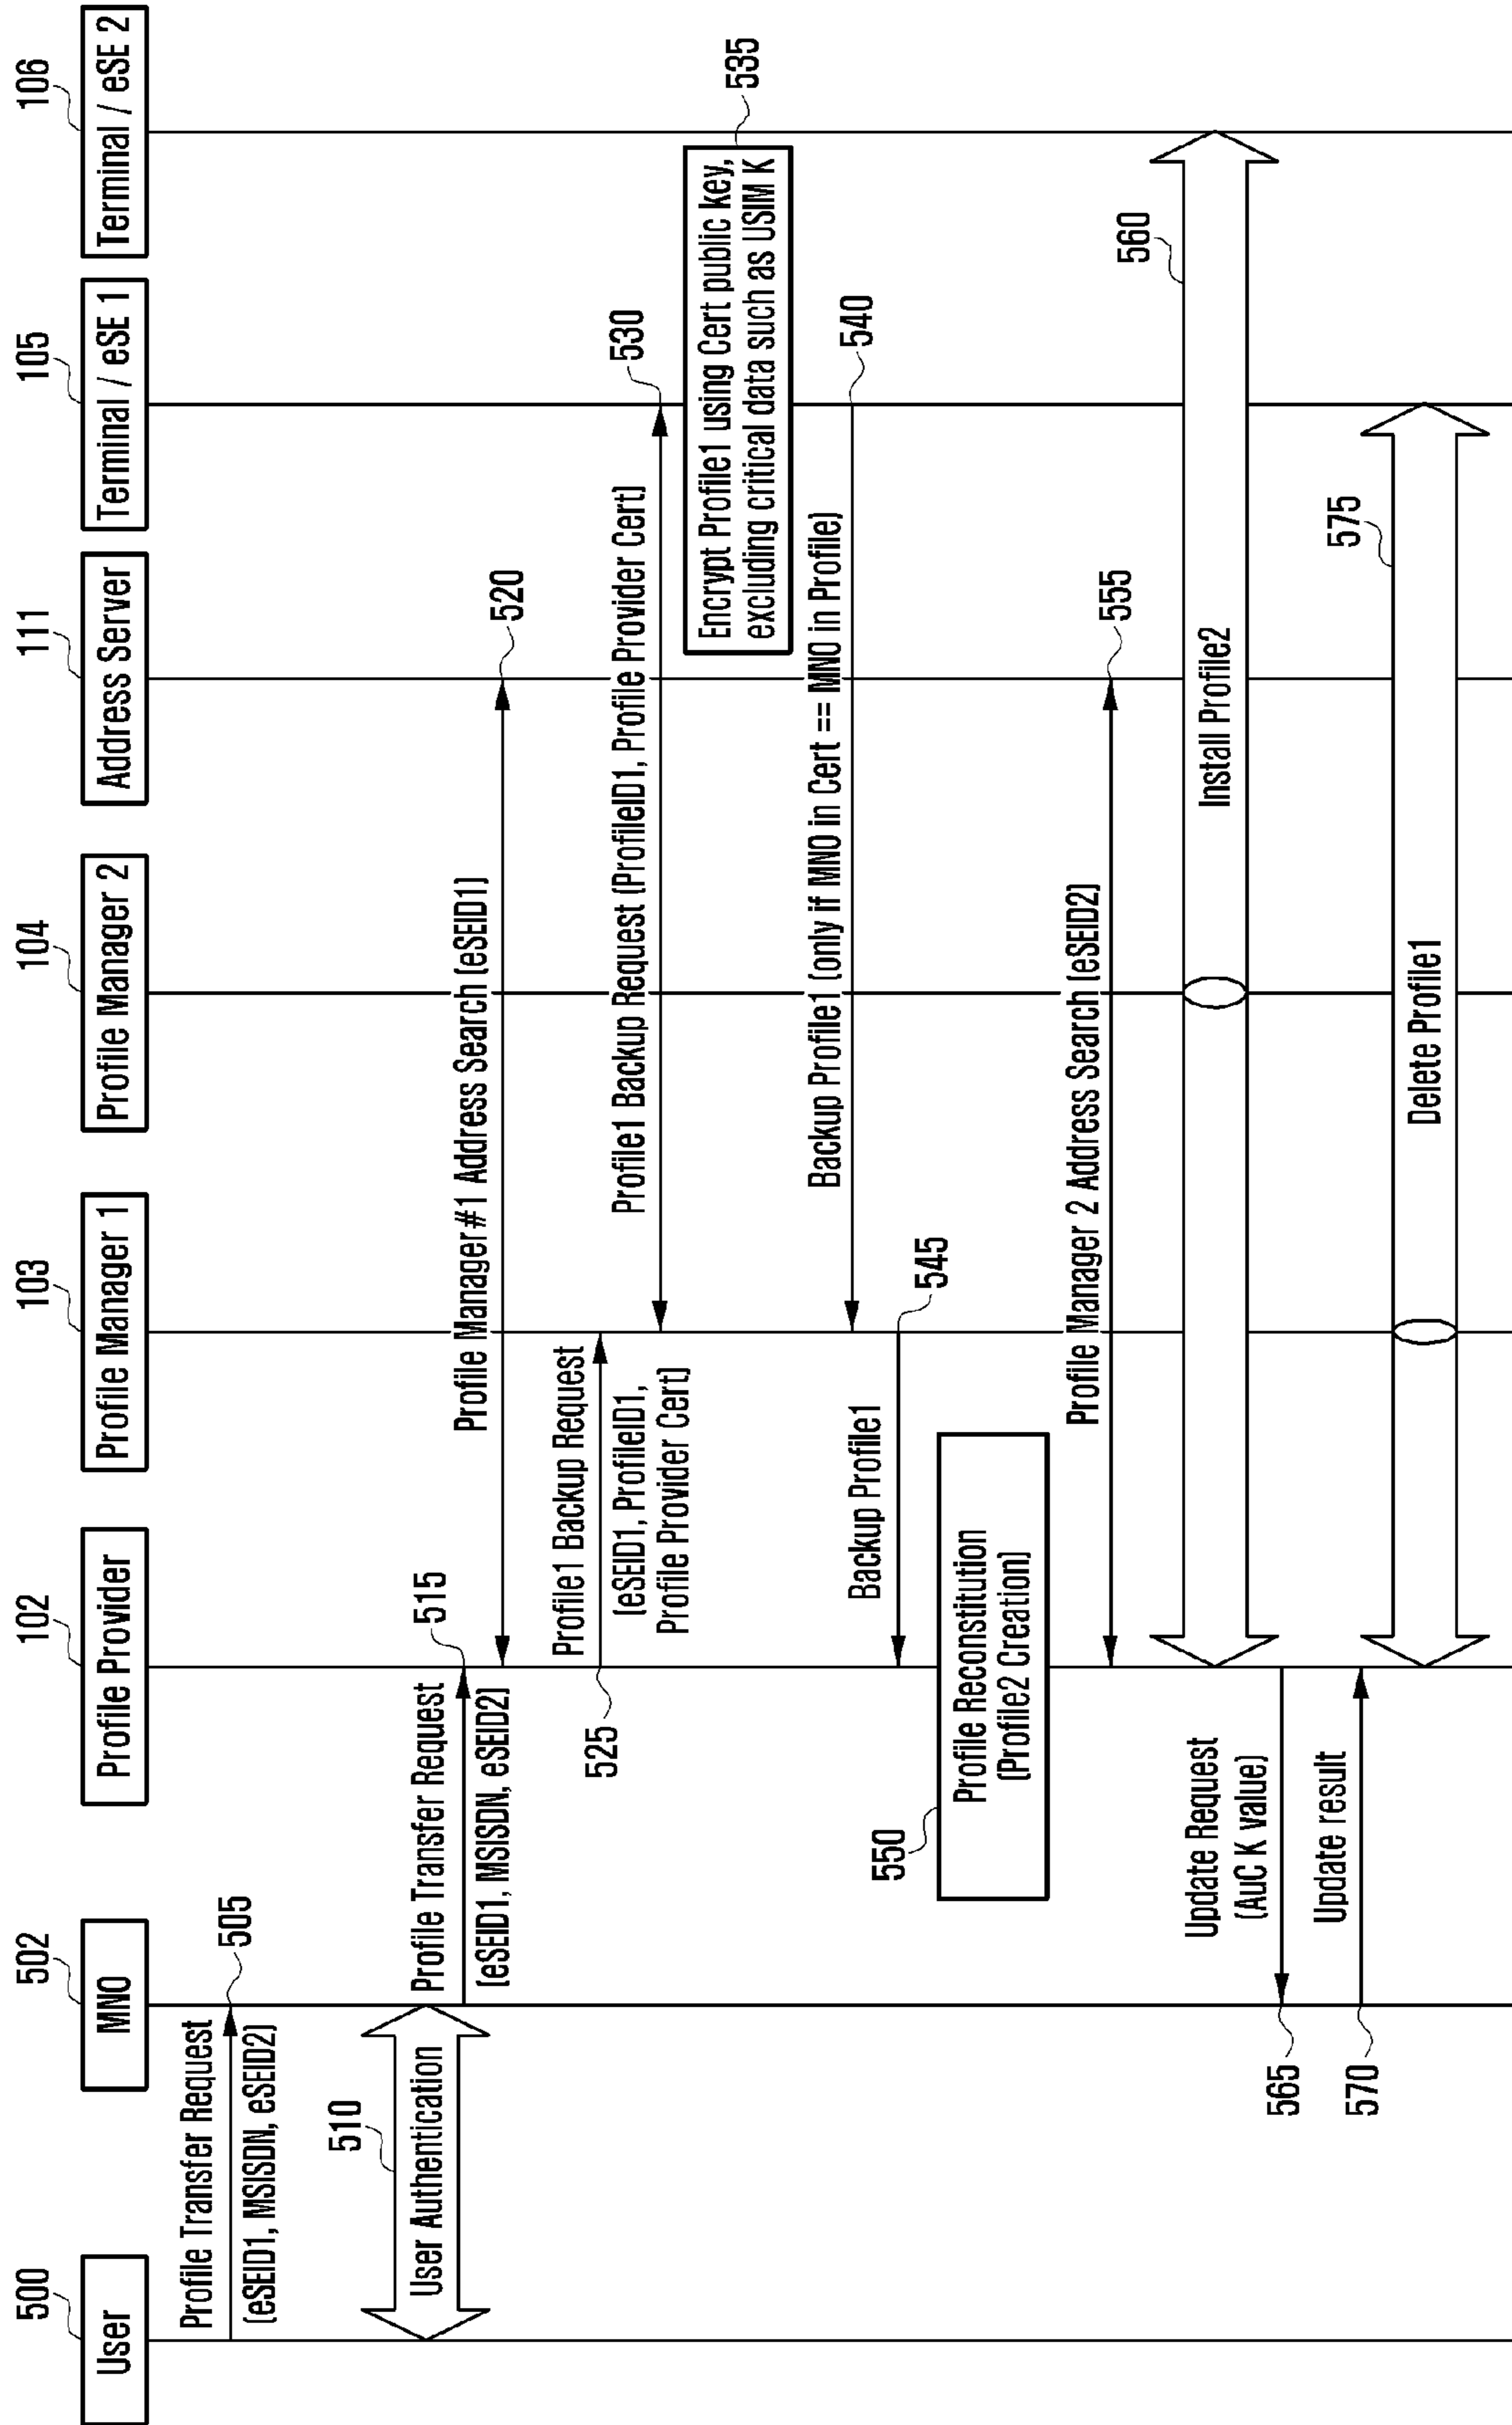 500
502
102
103
104
111
105
106
User
MNO
Profile Provider
Profile Manager 1
Profile Manager 2
Address Server
Terminal / eSE 1
Terminal / eSE 2
Profile Transfer Request
(eSEID1, MSISDN, eSEID2)
505
510
User Authentication
Profile Transfer Request
(eSEID1, MSISDN, eSEID2)
515
Profile Manager#1 Address Search (eSEID1)
520
Profile1 Backup Request
(eSEID1, ProfileID1,
Profile Provider Cert)
525
Profile1 Backup Request (ProfileID1, Profile Provider Cert)
530
Encrypt Profile1 using Cert public key,
excluding critical data such as USIM K
535
Backup Profile1 (only if MNO in Cert == MNO in Profile)
540
Backup Profile1
545
550
Profile Reconstitution
(Profile2 Creation)
Profile Manager 2 Address Search (eSEID2)
555
560
Install Profile2
Update Request
(AuC K value)
565
Update result
570
575
Delete Profile1